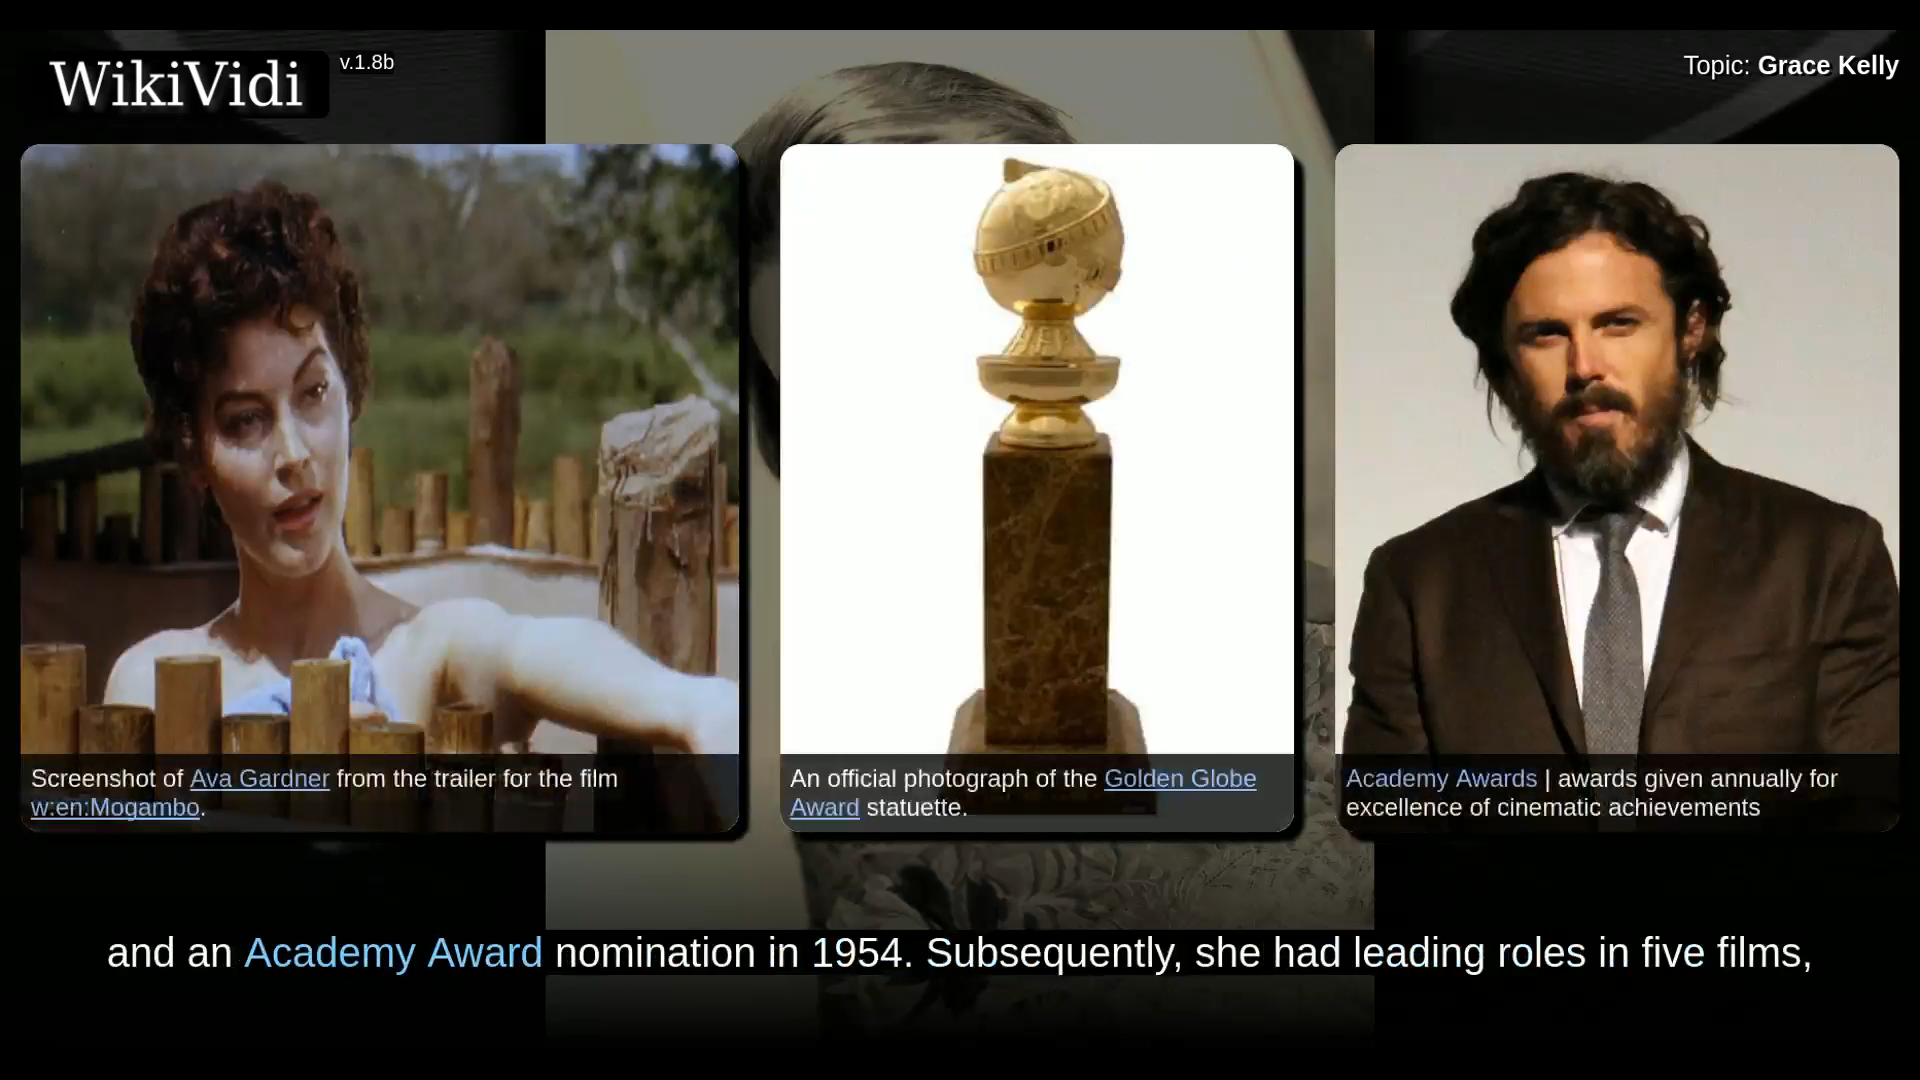 WikiVidi
v.1.8b
Topic: Grace Kelly
Screenshot of Ava Gardner from the trailer for the film
w:en:Mogambo.
An official photograph of the Golden Globe
Award statuette.
Academy Awards | awards given annually for
excellence of cinematic achievements
and an Academy Award nomination in 1954. Subsequently, she had leading roles in five films,